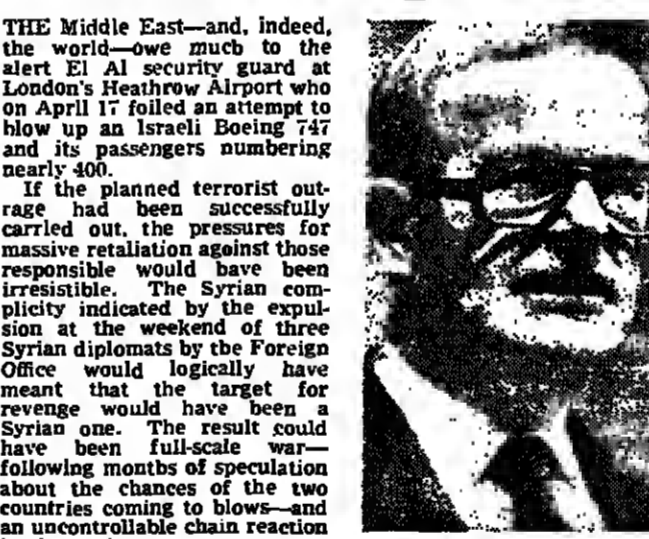 THE Middle East—and, indeed,
the world—owe much to the
alert El Al security guard at
London's Heathrow Airport who
on April 17 foiled an attempt to
blow up an Israeli Boeing 747
and its passengers numbering
nearly 400.
If the planned terrorist out-
rage had been successfully
carried out, the pressures for
massive retaliation against those
responsible would have been
irresistible. The Syrian com-
plicity indicated by the expul-
sion at the weekend of three
Syrian diplomats by the Foreign
Office would logically have
meant that the target for
revenge would have been a
Syrian one. The result could
have been full-scale war—
following months of speculation
about the chances of the two
countries coming to blows—and
an uncontrollable chain reaction